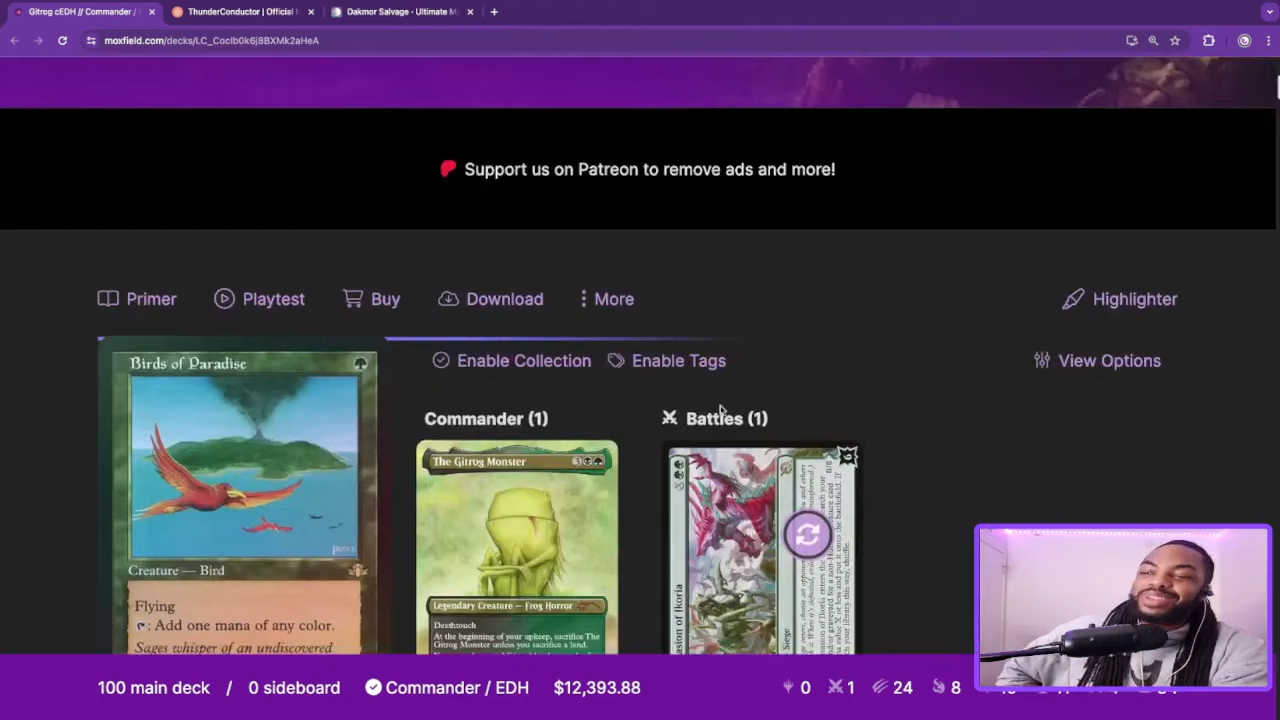 Gitrog cEDH // Commander /
ThunderConductor | Official
Dakmor Salvage - Ultimate M
moxfield.com/decks/LC_CocIb0k6j8BXMk2aHeA
Support us on Patreon to remove ads and more!
Primer
Playtest
Buy
Download
More
Highlighter
Enable Collection
Enable Tags
View Options
Commander (1)
Battles (1)
Birds of Paradise
Creature — Bird
Flying
: Add one mana of any color.
Sages whisper of an undiscovered
The Gitrog Monster
3
Legendary Creature — Frog Horror
Deathtouch
At the beginning of your upkeep, sacrifice The
Gitrog Monster unless you sacrifice a land.
asion of Ikoria
Siege
100 main deck / 0 sideboard
Commander / EDH
$12,393.88
0
1
24
8